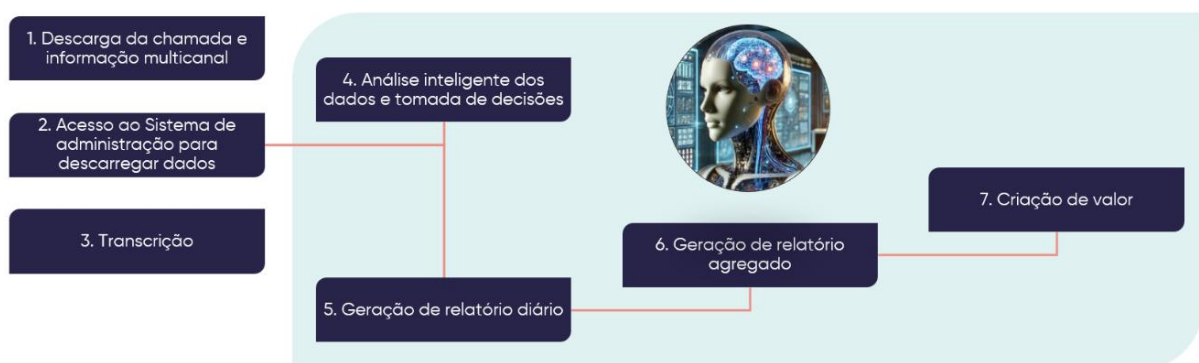 1. Descarga da chamada e
informação multicanal
2. Acesso ao Sistema de
administração para
descarregar dados
3. Transcrição
4. Análise inteligente dos
dados e tomada de decisões
5. Geração de relatório diário
6. Geração de relatório
agregado
7. Criação de valor